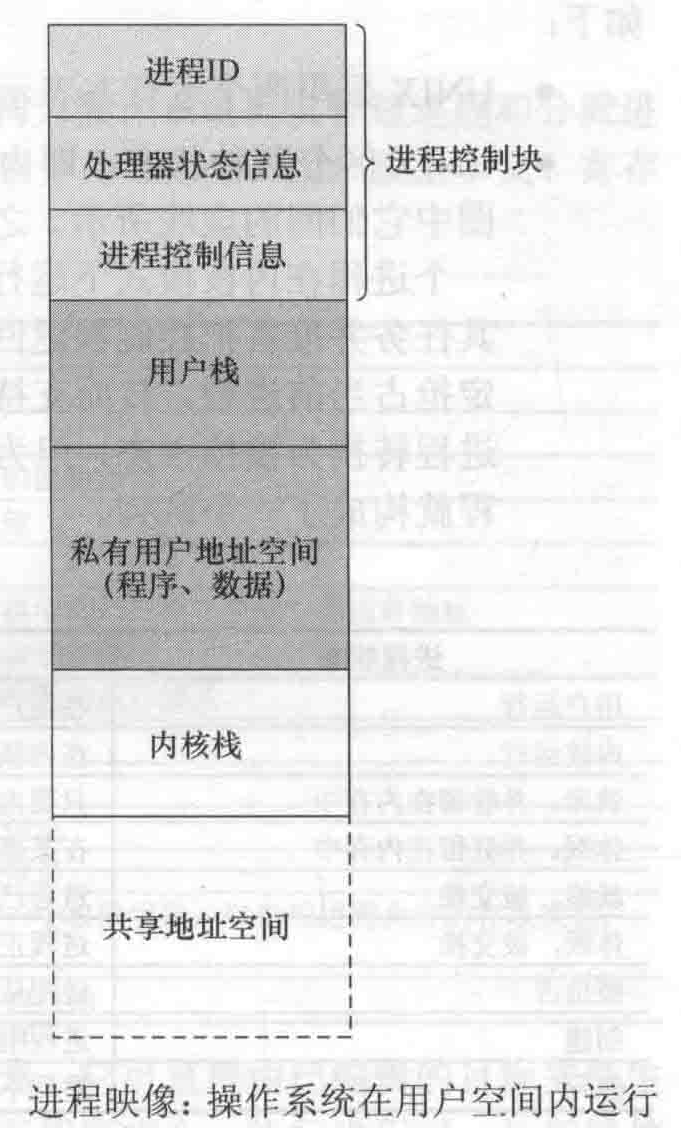 进程ID
处理器状态信息
进程控制块
进程控制信息
用户栈
私有用户地址空间
（程序、数据）
内核栈
共享地址空间
进程映像：操作系统在用户空间内运行